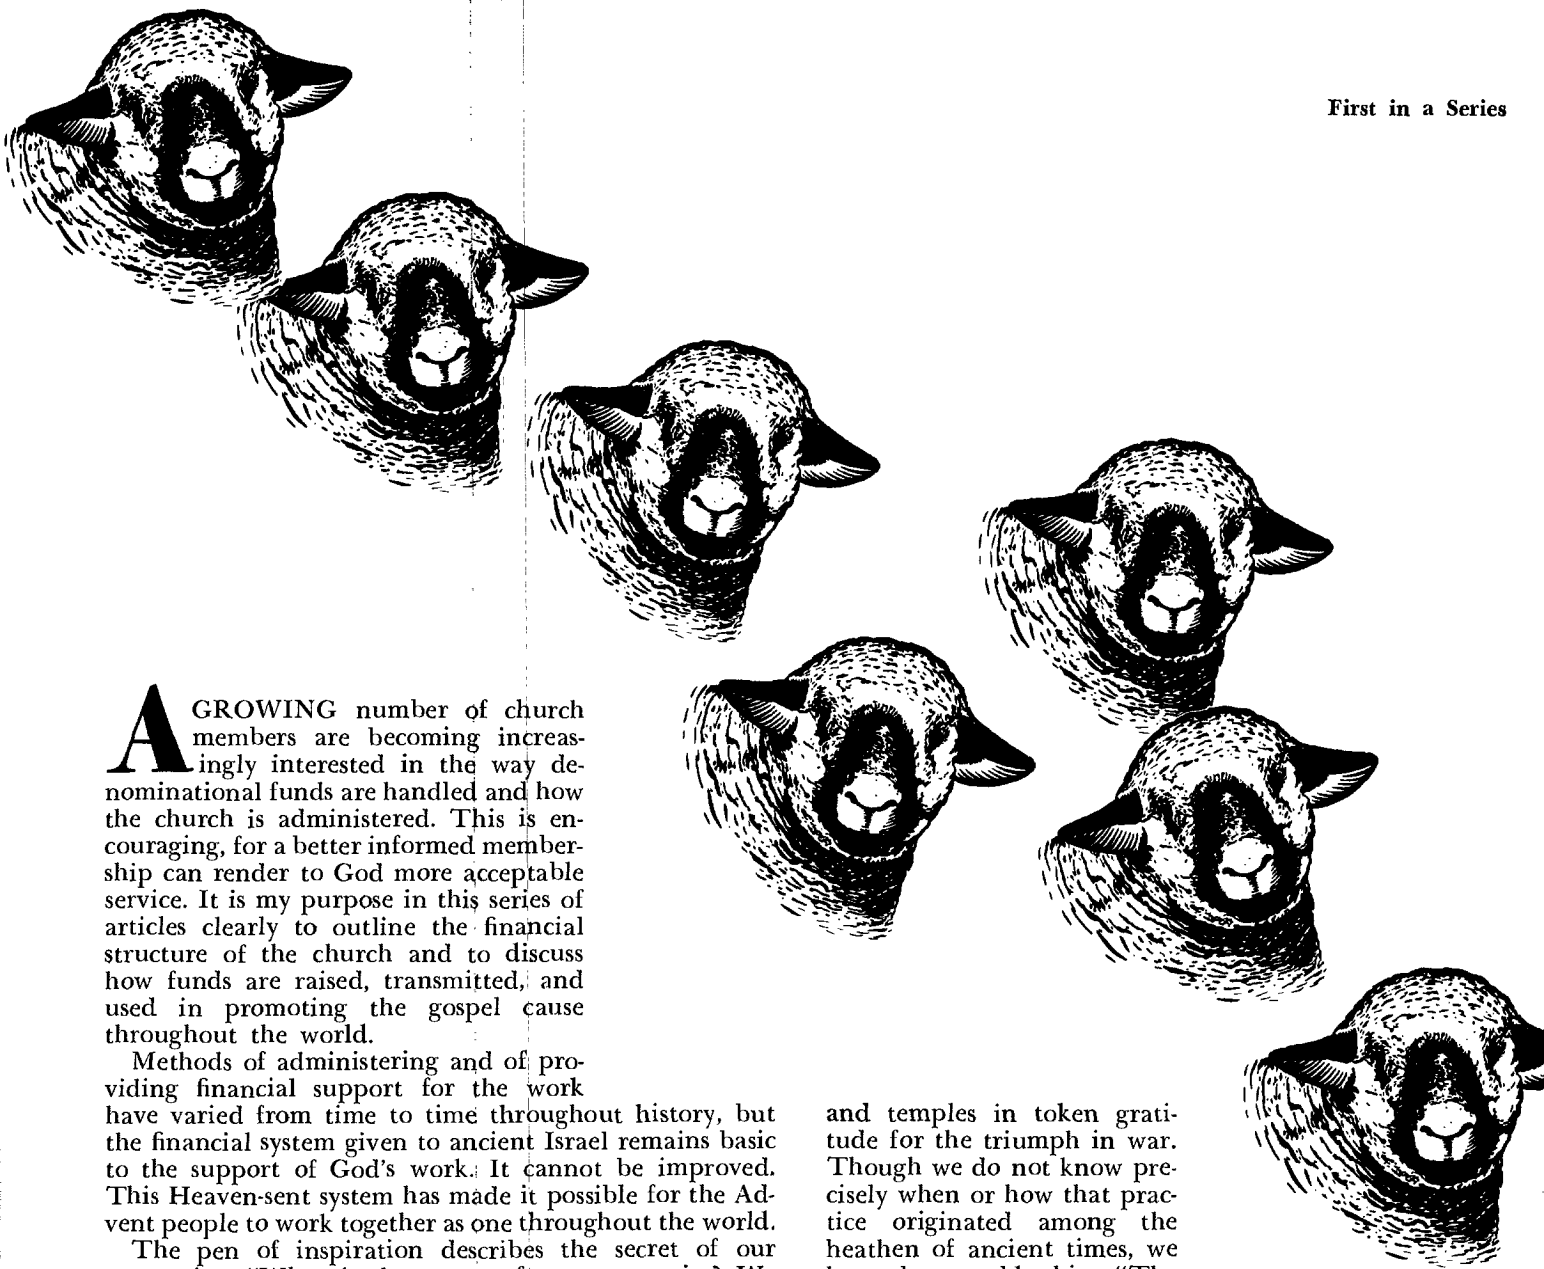 First in a Series
A GROWING number of church
members are becoming increas-
ingly interested in the way de-
nominational funds are handled and how
the church is administered. This is en-
couraging, for a better informed member-
ship can render to God more acceptable
service. It is my purpose in this series of
articles clearly to outline the financial
structure of the church and to discuss
how funds are raised, transmitted, and
used in promoting the gospel cause
throughout the world.
Methods of administering and of pro-
viding financial support for the work
have varied from time to time throughout history, but
the financial system given to ancient Israel remains basic
to the support of God's work. It cannot be improved.
This Heaven-sent system has made it possible for the Ad-
vent people to work together as one throughout the world.
The pen of inspiration describes the secret of our
and temples in token grati-
tude for the triumph in war.
Though we do not know pre-
cisely when or how that prac-
tice originated among the
heathen of ancient times, we